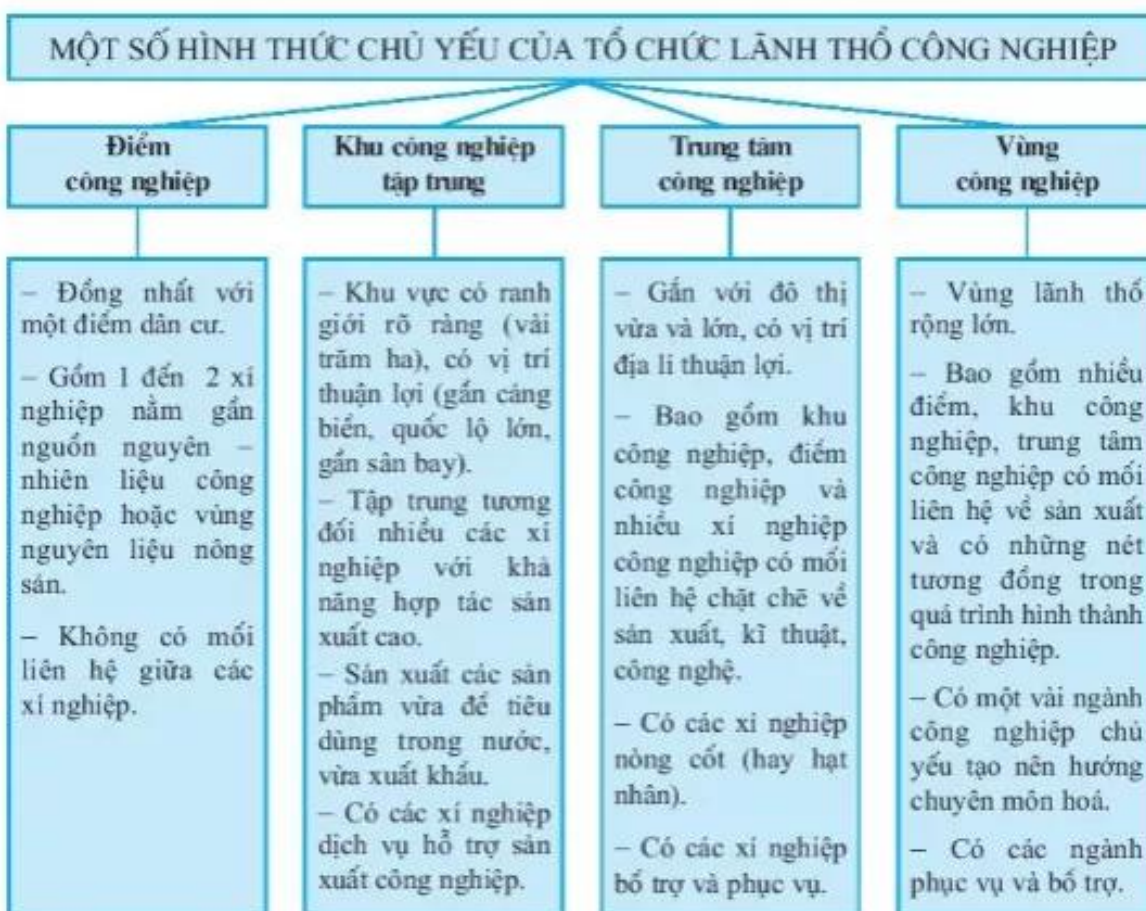 MỘT SỐ HÌNH THỨC CHỦ YẾU CỦA TỔ CHỨC LÃNH THỔ CÔNG NGHIỆP
Điểm
công nghiệp
Khu công nghiệp
tập trung
Trung tâm
công nghiệp
Vùng
công nghiệp
– Đồng nhất với
một điểm dân cư.
– Gồm 1 đến 2 xí
nghiệp nằm gần
nguồn nguyên –
nhiên liệu công
nghiệp hoặc vùng
nguyên liệu nông
sản.
– Không có mối
liên hệ giữa các
xí nghiệp.
– Khu vực có ranh
giới rõ ràng (vài
trăm ha), có vị trí
thuận lợi (gần cảng
biển, quốc lộ lớn,
gần sân bay).
– Tập trung tương
đối nhiều các xí
nghiệp với khả
năng hợp tác sản
xuất cao.
– Sản xuất các sản
phẩm vừa để tiêu
dùng trong nước,
vừa xuất khẩu.
– Có các xí nghiệp
dịch vụ hỗ trợ sản
xuất công nghiệp.
– Gắn với đô thị
vừa và lớn, có vị trí
địa lí thuận lợi.
– Bao gồm khu
công nghiệp, điểm
công nghiệp và
nhiều xí nghiệp
công nghiệp có mối
liên hệ chặt chẽ về
sản xuất, kĩ thuật,
công nghệ.
– Có các xí nghiệp
nòng cốt (hay hạt
nhân).
– Có các xí nghiệp
bổ trợ và phục vụ.
– Vùng lãnh thổ
rộng lớn.
– Bao gồm nhiều
điểm, khu công
nghiệp, trung tâm
công nghiệp có mối
liên hệ về sản xuất
và có những nét
tương đồng trong
quá trình hình thành
công nghiệp.
– Có một vài ngành
công nghiệp chủ
yếu tạo nên hướng
chuyên môn hoá.
– Có các ngành
phục vụ và bổ trợ.